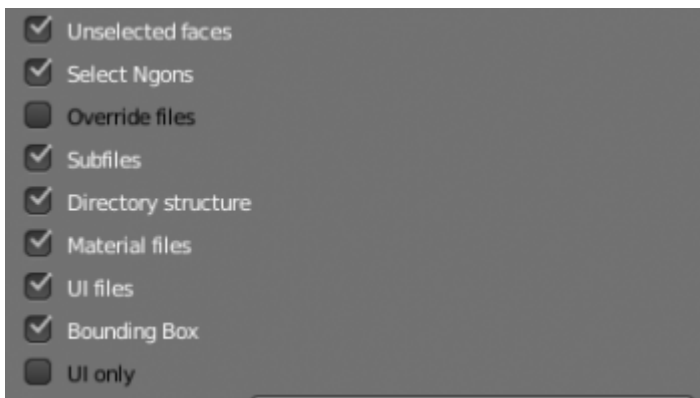 Unselected faces
Select Ngons
Override files
Subfiles
Directory structure
Material files
UI files
Bounding Box
UI only